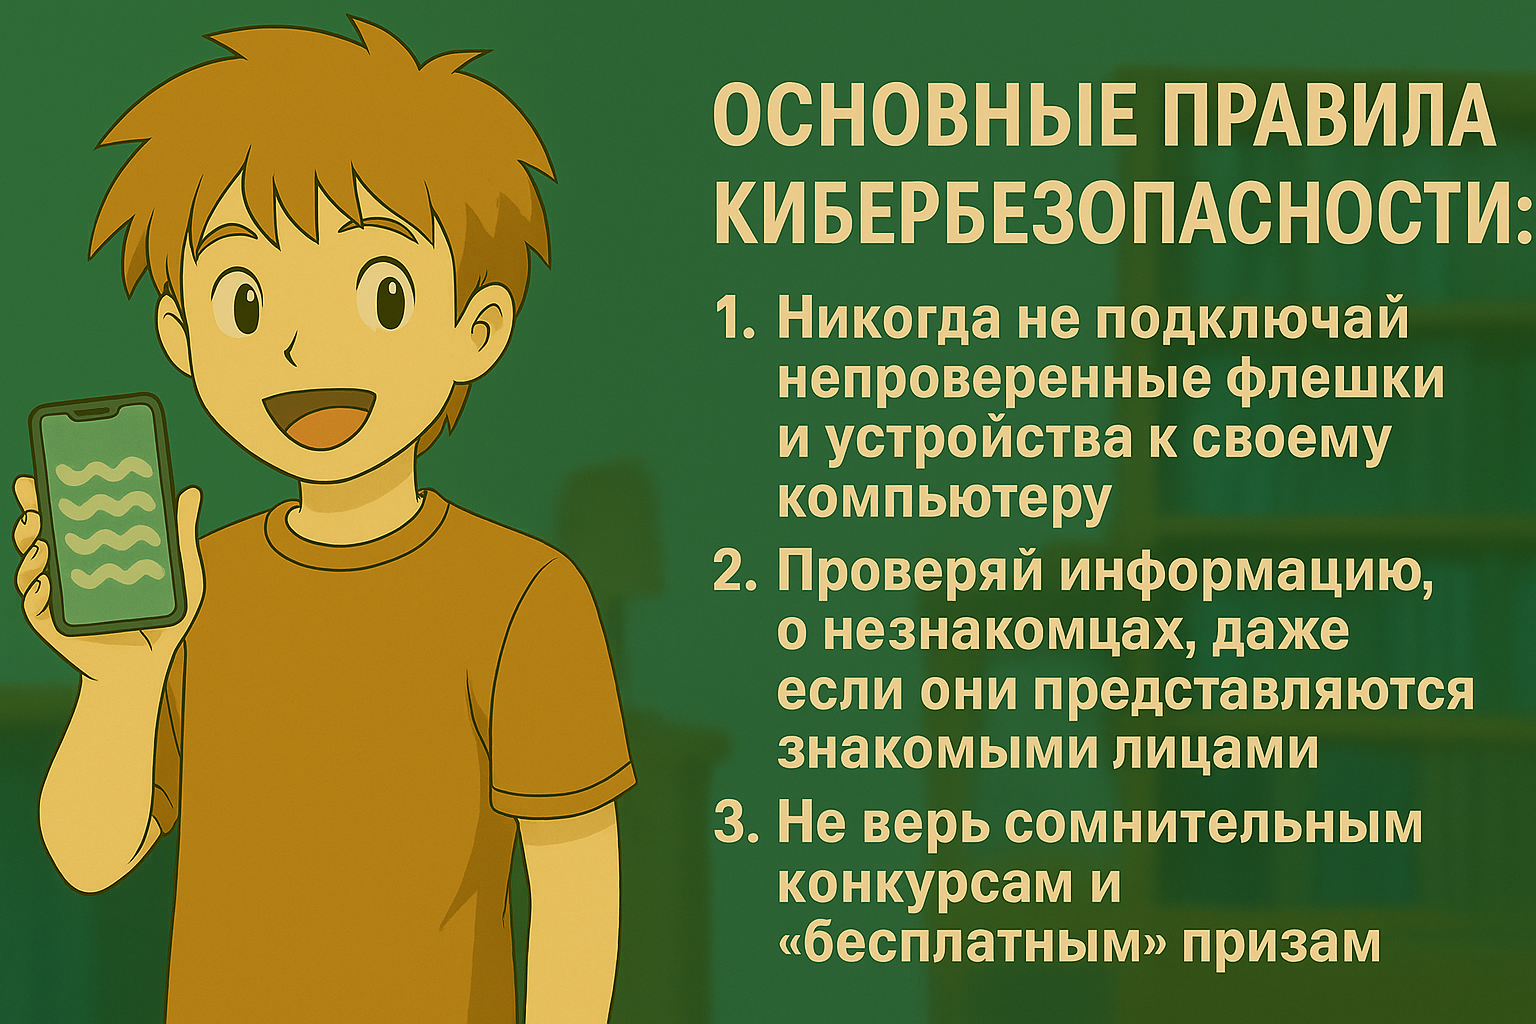 ОСНОВНЫЕ ПРАВИЛА
КИБЕРБЕЗОПАСНОСТИ:
1. Никогда не подключай
непроверенные флешки
и устройства к своему
компьютеру
2. Проверяй информацию,
о незнакомцах, даже
если они представляются
знакомыми лицами
3. Не верь сомнительным
конкурсам и
«бесплатным» призам